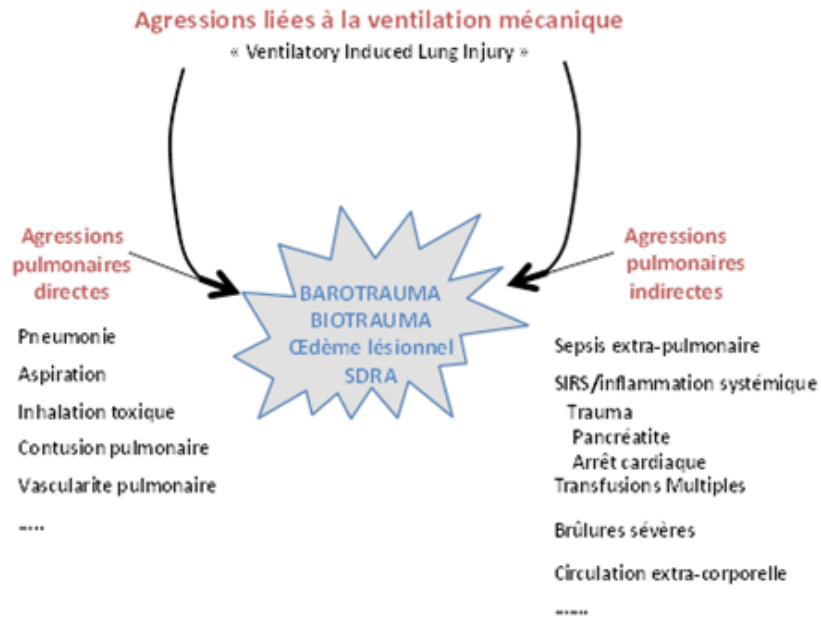 Agressions liées à la ventilation mécanique
« Ventilatory Induced Lung Injury »
Agressions
pulmonaires
directes
Pneumonie
Aspiration
Inhalation toxique
Contusion pulmonaire
Vascularite pulmonaire
.....
BAROTRAUMA
BIOTRAUMA
Œdème lésionnel
SDRA
Agressions
pulmonaires
indirectes
Sepsis extra-pulmonaire
SIRS/inflammation systémique
Trauma
Pancréatite
Arrêt cardiaque
Transfusions Multiples
Brûlures sévères
Circulation extra-corporelle
.......